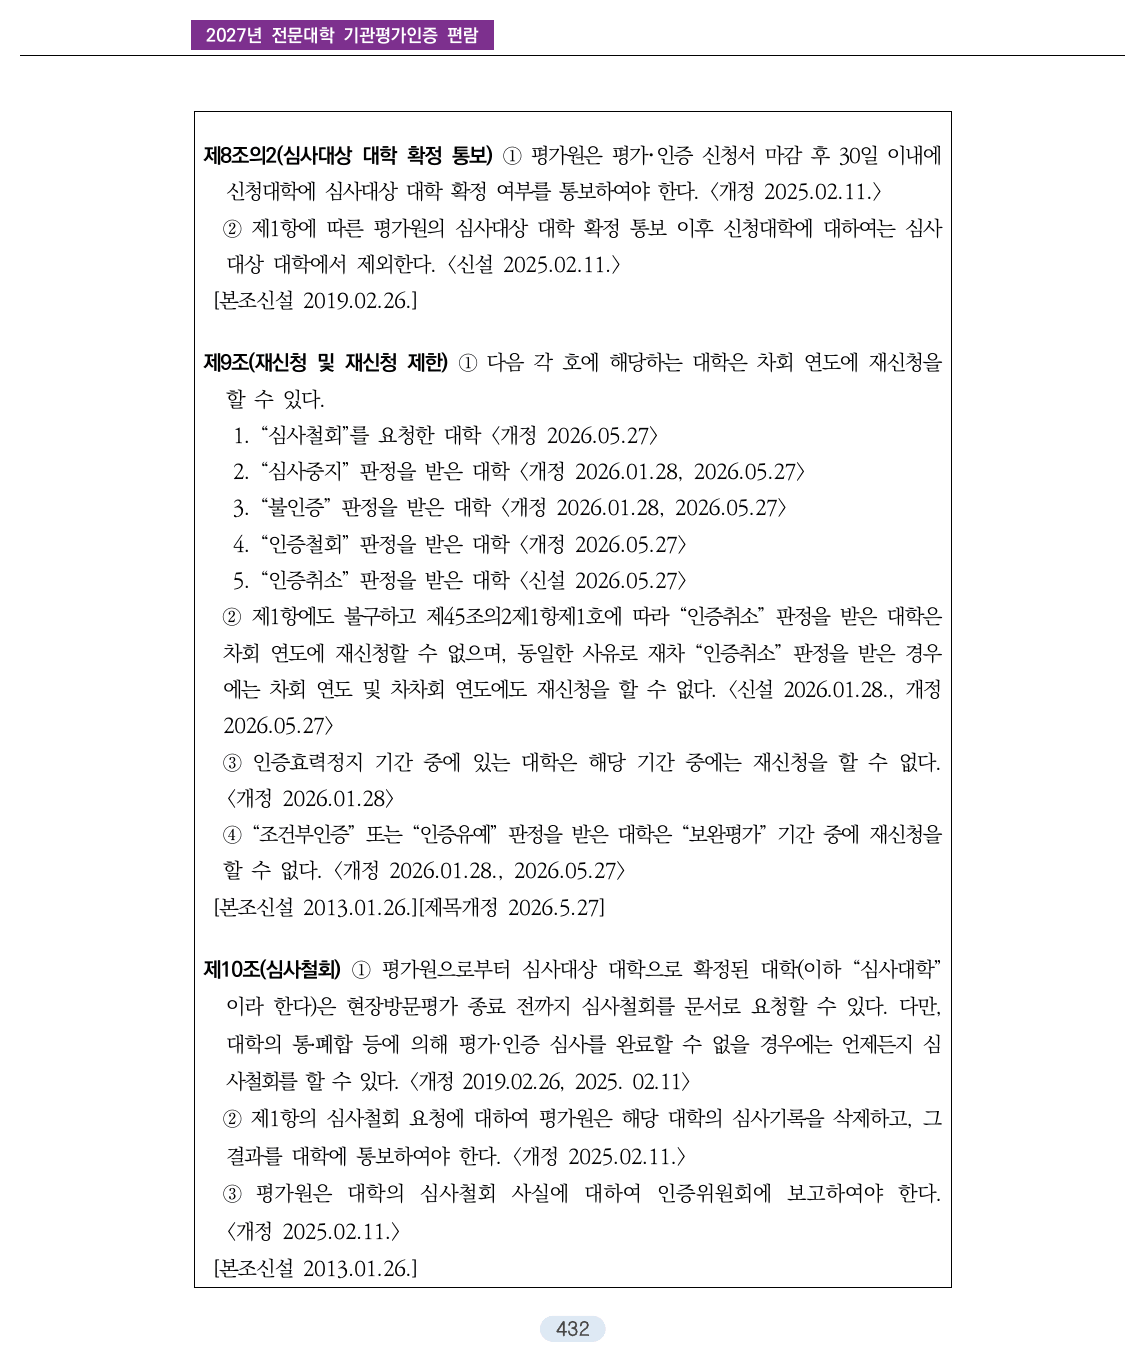 2027년 전문대학 기관평가인증 편람
제8조의2(심사대상 대학 확정 통보) ① 평가원은 평가·인증 신청서 마감 후 30일 이내에
신청대학에 심사대상 대학 확정 여부를 통보하여야 한다. 〈개정 2025.02.11.〉
② 제1항에 따른 평가원의 심사대상 대학 확정 통보 이후 신청대학에 대하여는 심사
대상 대학에서 제외한다. 〈신설 2025.02.11.〉
[본조신설 2019.02.26.]
제9조(재신청 및 재신청 제한) ① 다음 각 호에 해당하는 대학은 차회 연도에 재신청을
할 수 있다.
1. “심사철회”를 요청한 대학 〈개정 2026.05.27〉
2. “심사중지” 판정을 받은 대학 〈개정 2026.01.28, 2026.05.27〉
3. “불인증” 판정을 받은 대학 〈개정 2026.01.28, 2026.05.27〉
4. “인증철회” 판정을 받은 대학 〈개정 2026.05.27〉
5. “인증취소” 판정을 받은 대학 〈신설 2026.05.27〉
② 제1항에도 불구하고 제45조의2제1항제1호에 따라 “인증취소” 판정을 받은 대학은
차회 연도에 재신청할 수 없으며, 동일한 사유로 재차 “인증취소” 판정을 받은 경우
에는 차회 연도 및 차차회 연도에도 재신청을 할 수 없다. 〈신설 2026.01.28., 개정
2026.05.27〉
③ 인증효력정지 기간 중에 있는 대학은 해당 기간 중에는 재신청을 할 수 없다.
〈개정 2026.01.28〉
④ “조건부인증” 또는 “인증유예” 판정을 받은 대학은 “보완평가” 기간 중에 재신청을
할 수 없다. 〈개정 2026.01.28., 2026.05.27〉
[본조신설 2013.01.26.][제목개정 2026.5.27]
제10조(심사철회) ① 평가원으로부터 심사대상 대학으로 확정된 대학(이하 “심사대학”
이라 한다)은 현장방문평가 종료 전까지 심사철회를 문서로 요청할 수 있다. 다만,
대학의 통·폐합 등에 의해 평가·인증 심사를 완료할 수 없을 경우에는 언제든지 심
사철회를 할 수 있다. 〈개정 2019.02.26, 2025. 02.11〉
② 제1항의 심사철회 요청에 대하여 평가원은 해당 대학의 심사기록을 삭제하고, 그
결과를 대학에 통보하여야 한다. 〈개정 2025.02.11.〉
③ 평가원은 대학의 심사철회 사실에 대하여 인증위원회에 보고하여야 한다.
〈개정 2025.02.11.〉
[본조신설 2013.01.26.]
432